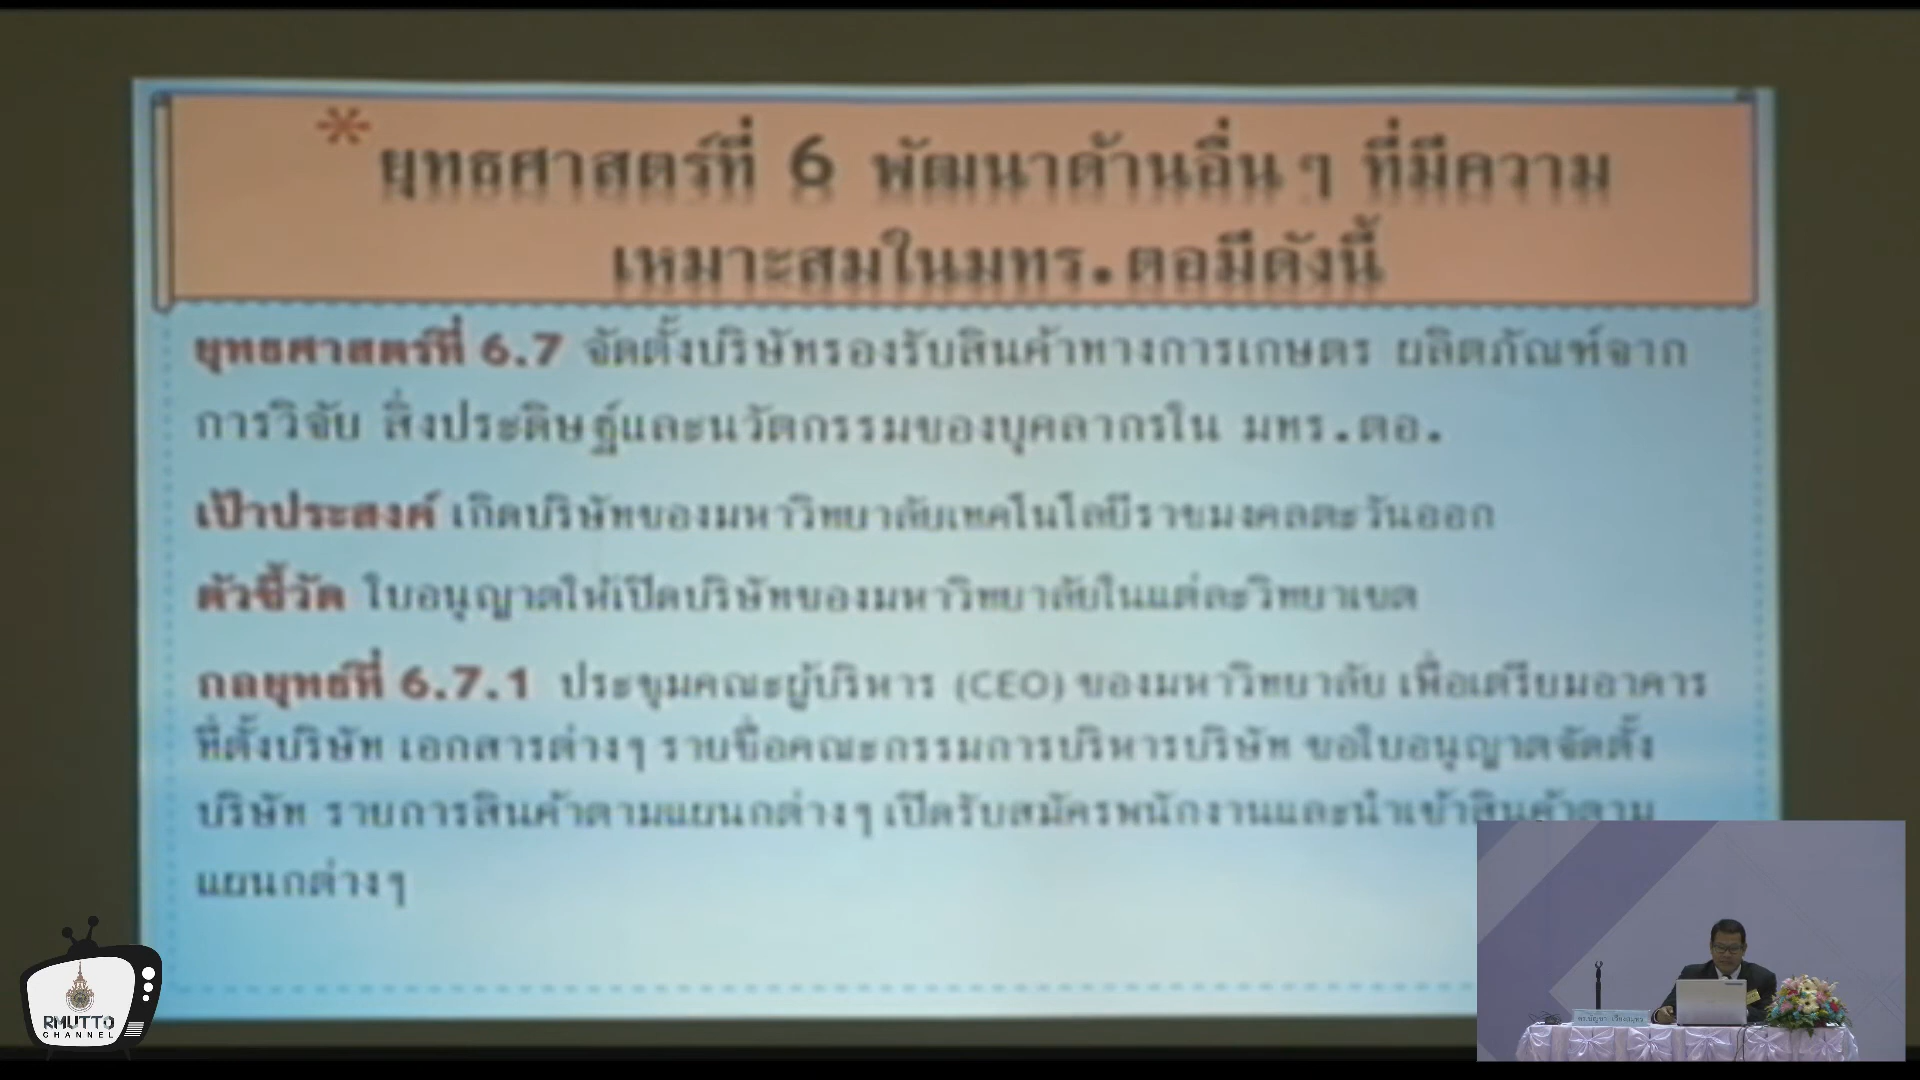 *ยุทธศาสตร์ที่ 6 พัฒนาด้านอื่นๆ ที่มีความ
เหมาะสมในมทร.ตอมีดังนี้
ยุทธศาสตร์ที่ 6.7 จัดตั้งบริษัทรองรับสินค้าทางการเกษตร ผลิตภัณฑ์จาก
การวิจัย สิ่งประดิษฐ์และนวัตกรรมของบุคลากรใน มทร.ตอ.
เป้าประสงค์ เกิดบริษัทของมหาวิทยาลัยเทคโนโลยีราชมงคลตะวันออก
ตัวชี้วัด ใบอนุญาตให้เปิดบริษัทของมหาวิทยาลัยในแต่ละวิทยาเขต
กลยุทธ์ที่ 6.7.1 ประชุมคณะผู้บริหาร (CEO) ของมหาวิทยาลัย เพื่อเตรียมอาคาร
ที่ตั้งบริษัท เอกสารต่างๆ รายชื่อคณะกรรมการบริหารบริษัท ขอใบอนุญาตจัดตั้ง
บริษัท รายการสินค้าตามแผนกต่างๆ เปิดรับสมัครพนักงานและนำเข้าสินค้าตาม
แผนกต่างๆ
RMUTTO
CHANNEL